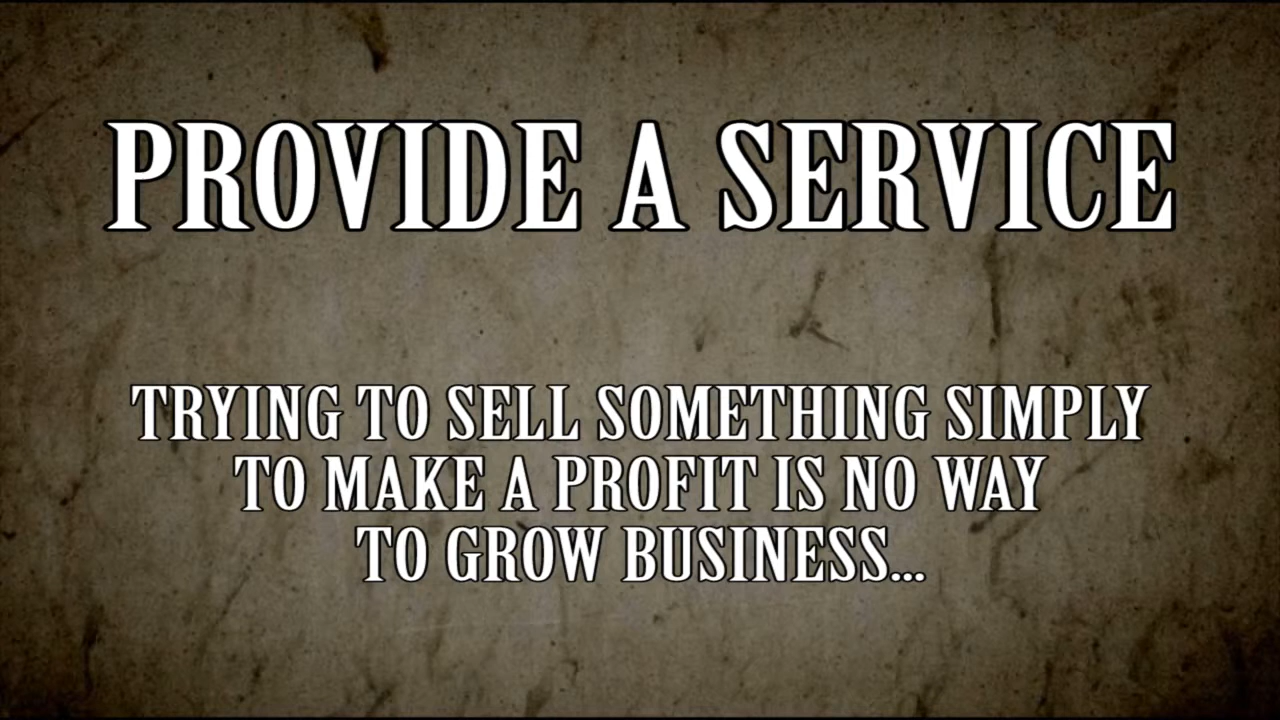 PROVIDE A SERVICE
TRYING TO SELL SOMETHING SIMPLY
TO MAKE A PROFIT IS NO WAY
TO GROW BUSINESS...